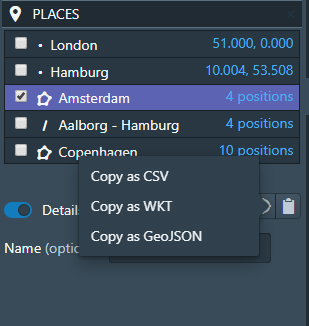 PLACES
London 51.000, 0.000
Hamburg 10.004, 53.508
Amsterdam 4 positions
Aalborg - Hamburg 4 positions
Copenhagen 10 positions
Copy as CSV
Copy as WKT
Copy as GeoJSON
Details
Name (optio